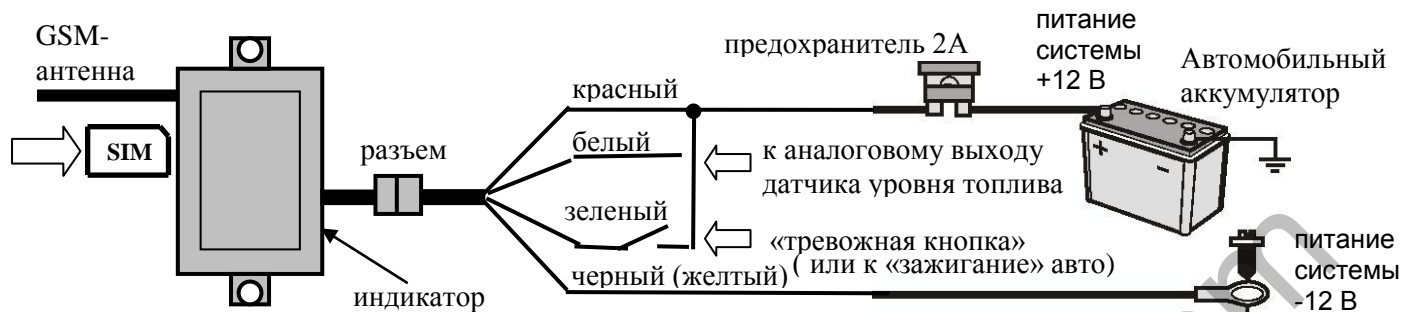 GSM-
антенна
SIM
разъем
индикатор
красный
белый
зеленый
черный (желтый)
предохранитель 2А
питание
системы
+12 В
Автомобильный
аккумулятор
+
-
к аналоговому выходу
датчика уровня топлива
«тревожная кнопка»
( или к «зажигание» авто)
питание
системы
-12 В